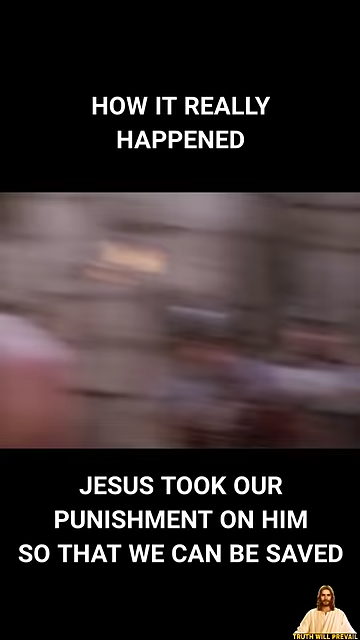 HOW IT REALLY
HAPPENED
JESUS TOOK OUR
PUNISHMENT ON HIM
SO THAT WE CAN BE SAVED
TRUTH WILL PREVAIL